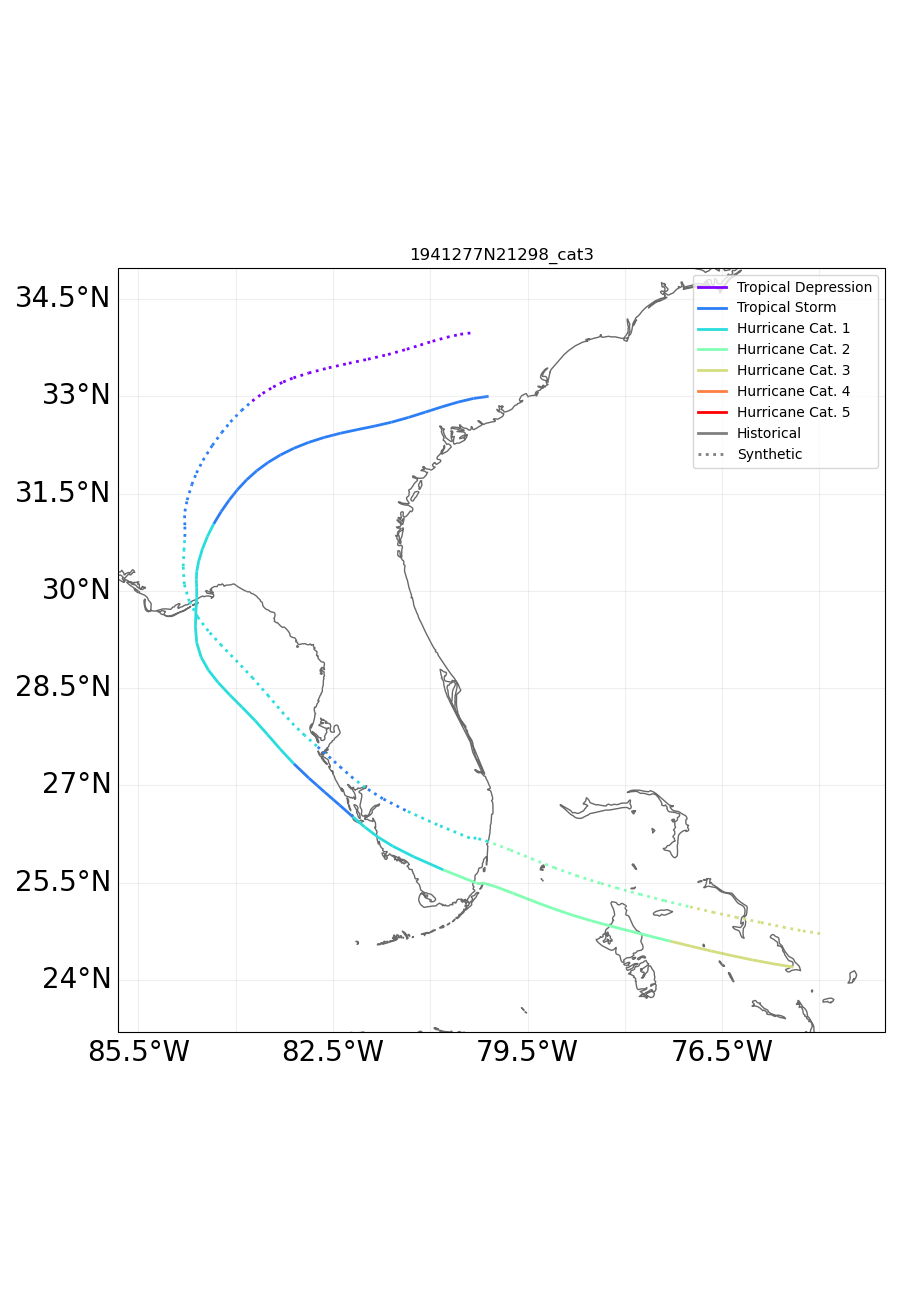 1941277N21298_cat3
34.5°N
33°N
31.5°N
30°N
28.5°N
27°N
25.5°N
24°N
85.5°W
82.5°W
79.5°W
76.5°W
Tropical Depression
Tropical Storm
Hurricane Cat. 1
Hurricane Cat. 2
Hurricane Cat. 3
Hurricane Cat. 4
Hurricane Cat. 5
Historical
Synthetic